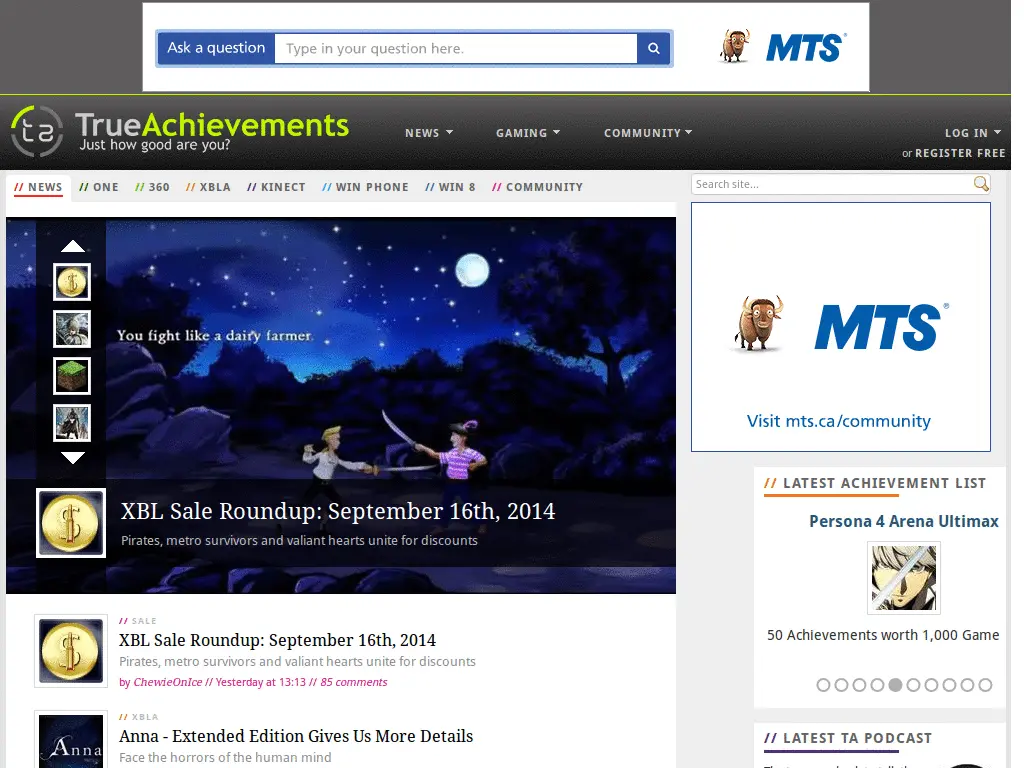 Ask a question
Type in your question here.
MTS®
ta
TrueAchievements
Just how good are you?
NEWS
GAMING
COMMUNITY
LOG IN
or REGISTER FREE
// NEWS
// ONE
// 360
// XBLA
// KINECT
// WIN PHONE
// WIN 8
// COMMUNITY
Search site...
You fight like a dairy farmer.
XBL Sale Roundup: September 16th, 2014
Pirates, metro survivors and valiant hearts unite for discounts
MTS®
Visit mts.ca/community
// LATEST ACHIEVEMENT LIST
Persona 4 Arena Ultimax
50 Achievements worth 1,000 Game
// SALE
XBL Sale Roundup: September 16th, 2014
Pirates, metro survivors and valiant hearts unite for discounts
by ChewieOnIce // Yesterday at 13:13 // 85 comments
// XBLA
Anna
Anna - Extended Edition Gives Us More Details
Face the horrors of the human mind
// LATEST TA PODCAST